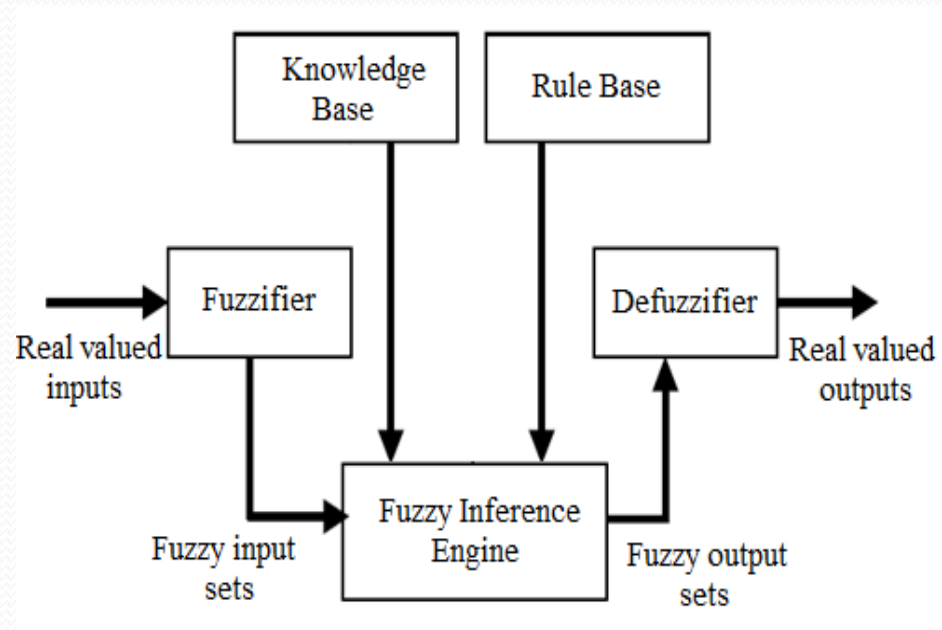 Knowledge
Base
Rule Base
Fuzzifier
Defuzzifier
Real valued
inputs
Real valued
outputs
Fuzzy Inference
Engine
Fuzzy input
sets
Fuzzy output
sets